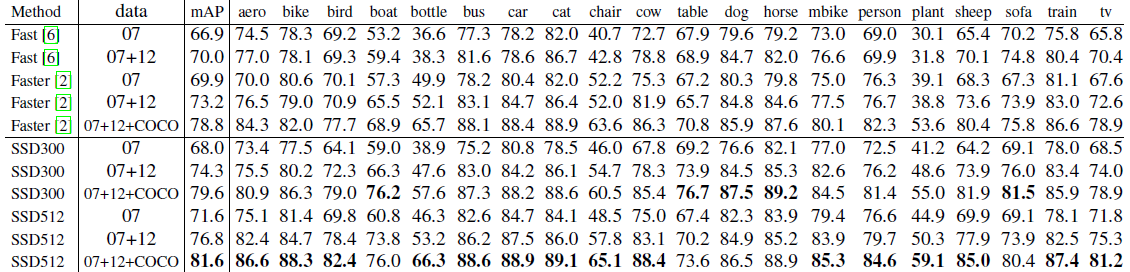 Method data mAP aero bike bird boat bottle bus car cat chair cow table dog horse mbike person plant sheep sofa train tv
Fast [6] 07 66.9 74.5 78.3 69.2 53.2 36.6 77.3 78.2 82.0 40.7 72.7 67.9 79.6 79.2 73.0 69.0 30.1 65.4 70.2 75.8 65.8
Fast [6] 07+12 70.0 77.0 78.1 69.3 59.4 38.3 81.6 78.6 86.7 42.8 78.8 68.9 84.7 82.0 76.6 69.9 31.8 70.1 74.8 80.4 70.4
Faster [2] 07 69.9 70.0 80.6 70.1 57.3 49.9 78.2 80.4 82.0 52.2 75.3 67.2 80.3 79.8 75.0 76.3 39.1 68.3 67.3 81.1 67.6
Faster [2] 07+12 73.2 76.5 79.0 70.9 65.5 52.1 83.1 84.7 86.4 52.0 81.9 65.7 84.8 84.6 77.5 76.7 38.8 73.6 73.9 83.0 72.6
Faster [2] 07+12+COCO 78.8 84.3 82.0 77.7 68.9 65.7 88.1 88.4 88.9 63.6 86.3 70.8 85.9 87.6 80.1 82.3 53.6 80.4 75.8 86.6 78.9
SSD300 07 68.0 73.4 77.5 64.1 59.0 38.9 75.2 80.8 78.5 46.0 67.8 69.2 76.6 82.1 77.0 72.5 41.2 64.2 69.1 78.0 68.5
SSD300 07+12 74.3 75.5 80.2 72.3 66.3 47.6 83.0 84.2 86.1 54.7 78.3 73.9 84.5 85.3 82.6 76.2 48.6 73.9 76.0 83.4 74.0
SSD300 07+12+COCO 79.6 80.9 86.3 79.0 76.2 57.6 87.3 88.2 88.6 60.5 85.4 76.7 87.5 89.2 84.5 81.4 55.0 81.9 81.5 85.9 78.9
SSD512 07 71.6 75.1 81.4 69.8 60.8 46.3 82.6 84.7 84.1 48.5 75.0 67.4 82.3 83.9 79.4 76.6 44.9 69.9 69.1 78.1 71.8
SSD512 07+12 76.8 82.4 84.7 78.4 73.8 53.2 86.2 87.5 86.0 57.8 83.1 70.2 84.9 85.2 83.9 79.7 50.3 77.9 73.9 82.5 75.3
SSD512 07+12+COCO 81.6 86.6 88.3 82.4 76.0 66.3 88.6 88.9 89.1 65.1 88.4 73.6 86.5 88.9 85.3 84.6 59.1 85.0 80.4 87.4 81.2